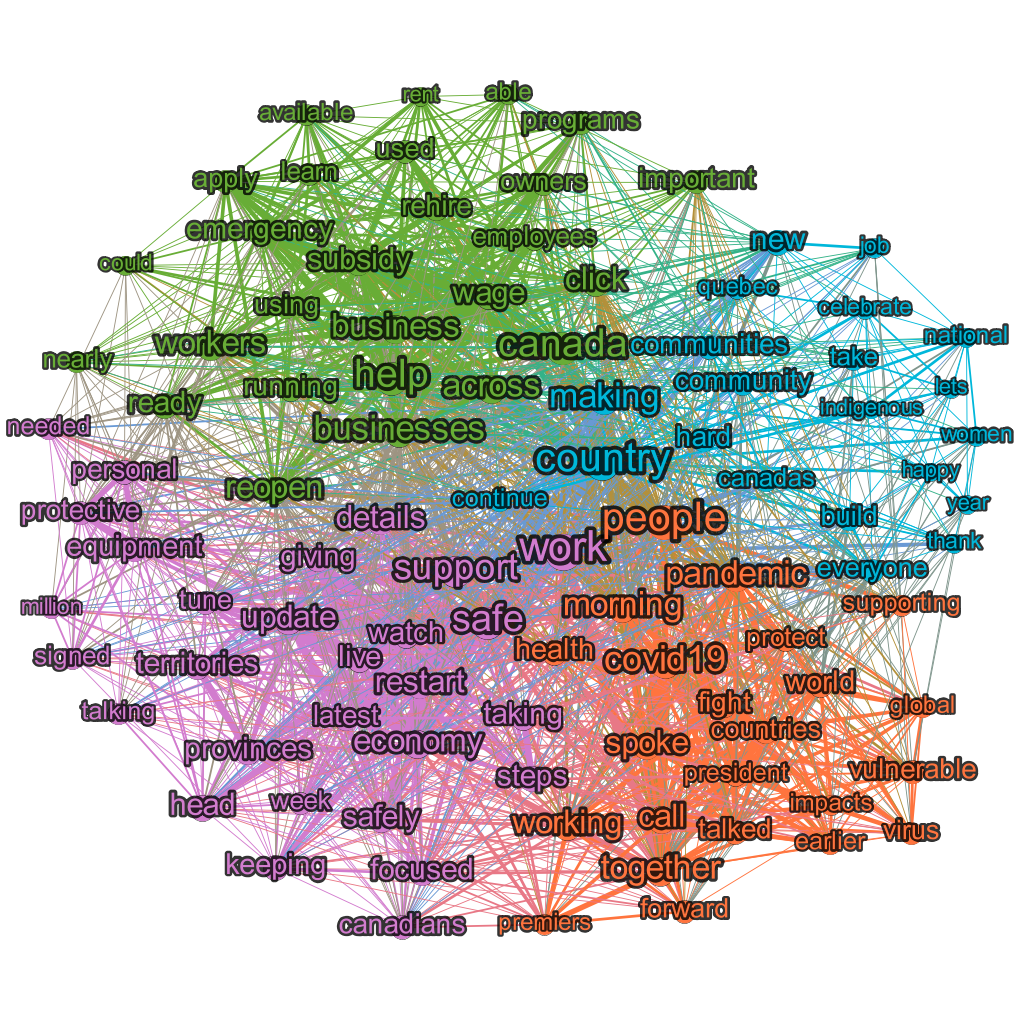 rent
able
available
programs
used
learn
apply
owners
important
rehire
emergency
employees
new
job
could
subsidy
click
quebec
wage
using
celebrate
business
national
workers
canada
communities
nearly
take
help
running
across
community
lets
making
ready
indigenous
needed
businesses
hard
women
country
personal
happy
reopen
canadas
continue
year
protective
details
people
build
equipment
giving
work
thank
support
pandemic
everyone
million
tune
morning
supporting
update
safe
watch
protect
signed
territories
live
health
covid19
restart
world
talking
latest
taking
fight
global
provinces
economy
spoke
countries
steps
president
vulnerable
head
week
safely
working
call
talked
impacts
virus
earlier
keeping
focused
together
canadians
premiers
forward